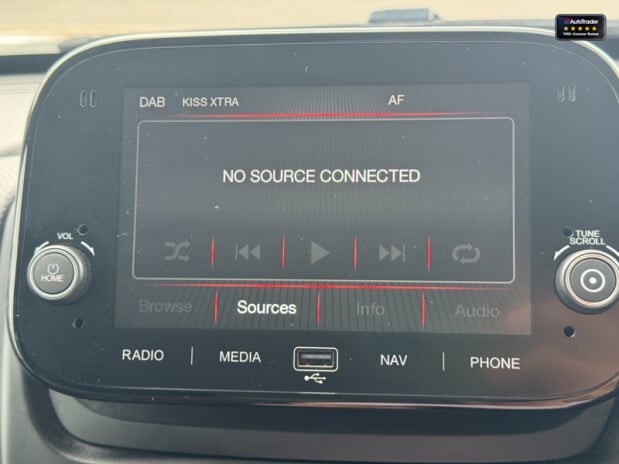 AutoTrader
DAB KISS XTRA AF
NO SOURCE CONNECTED
VOL
HOME
TUNE
SCROLL
Browse Sources Info Audio
RADIO MEDIA NAV PHONE